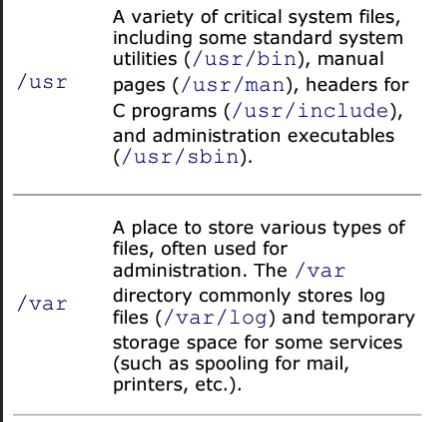 /usr
A variety of critical system files,
including some standard system
utilities (/usr/bin), manual
pages (/usr/man), headers for
C programs (/usr/include),
and administration executables
(/usr/sbin).
/var
A place to store various types of
files, often used for
administration. The /var
directory commonly stores log
files (/var/log) and temporary
storage space for some services
(such as spooling for mail,
printers, etc.).